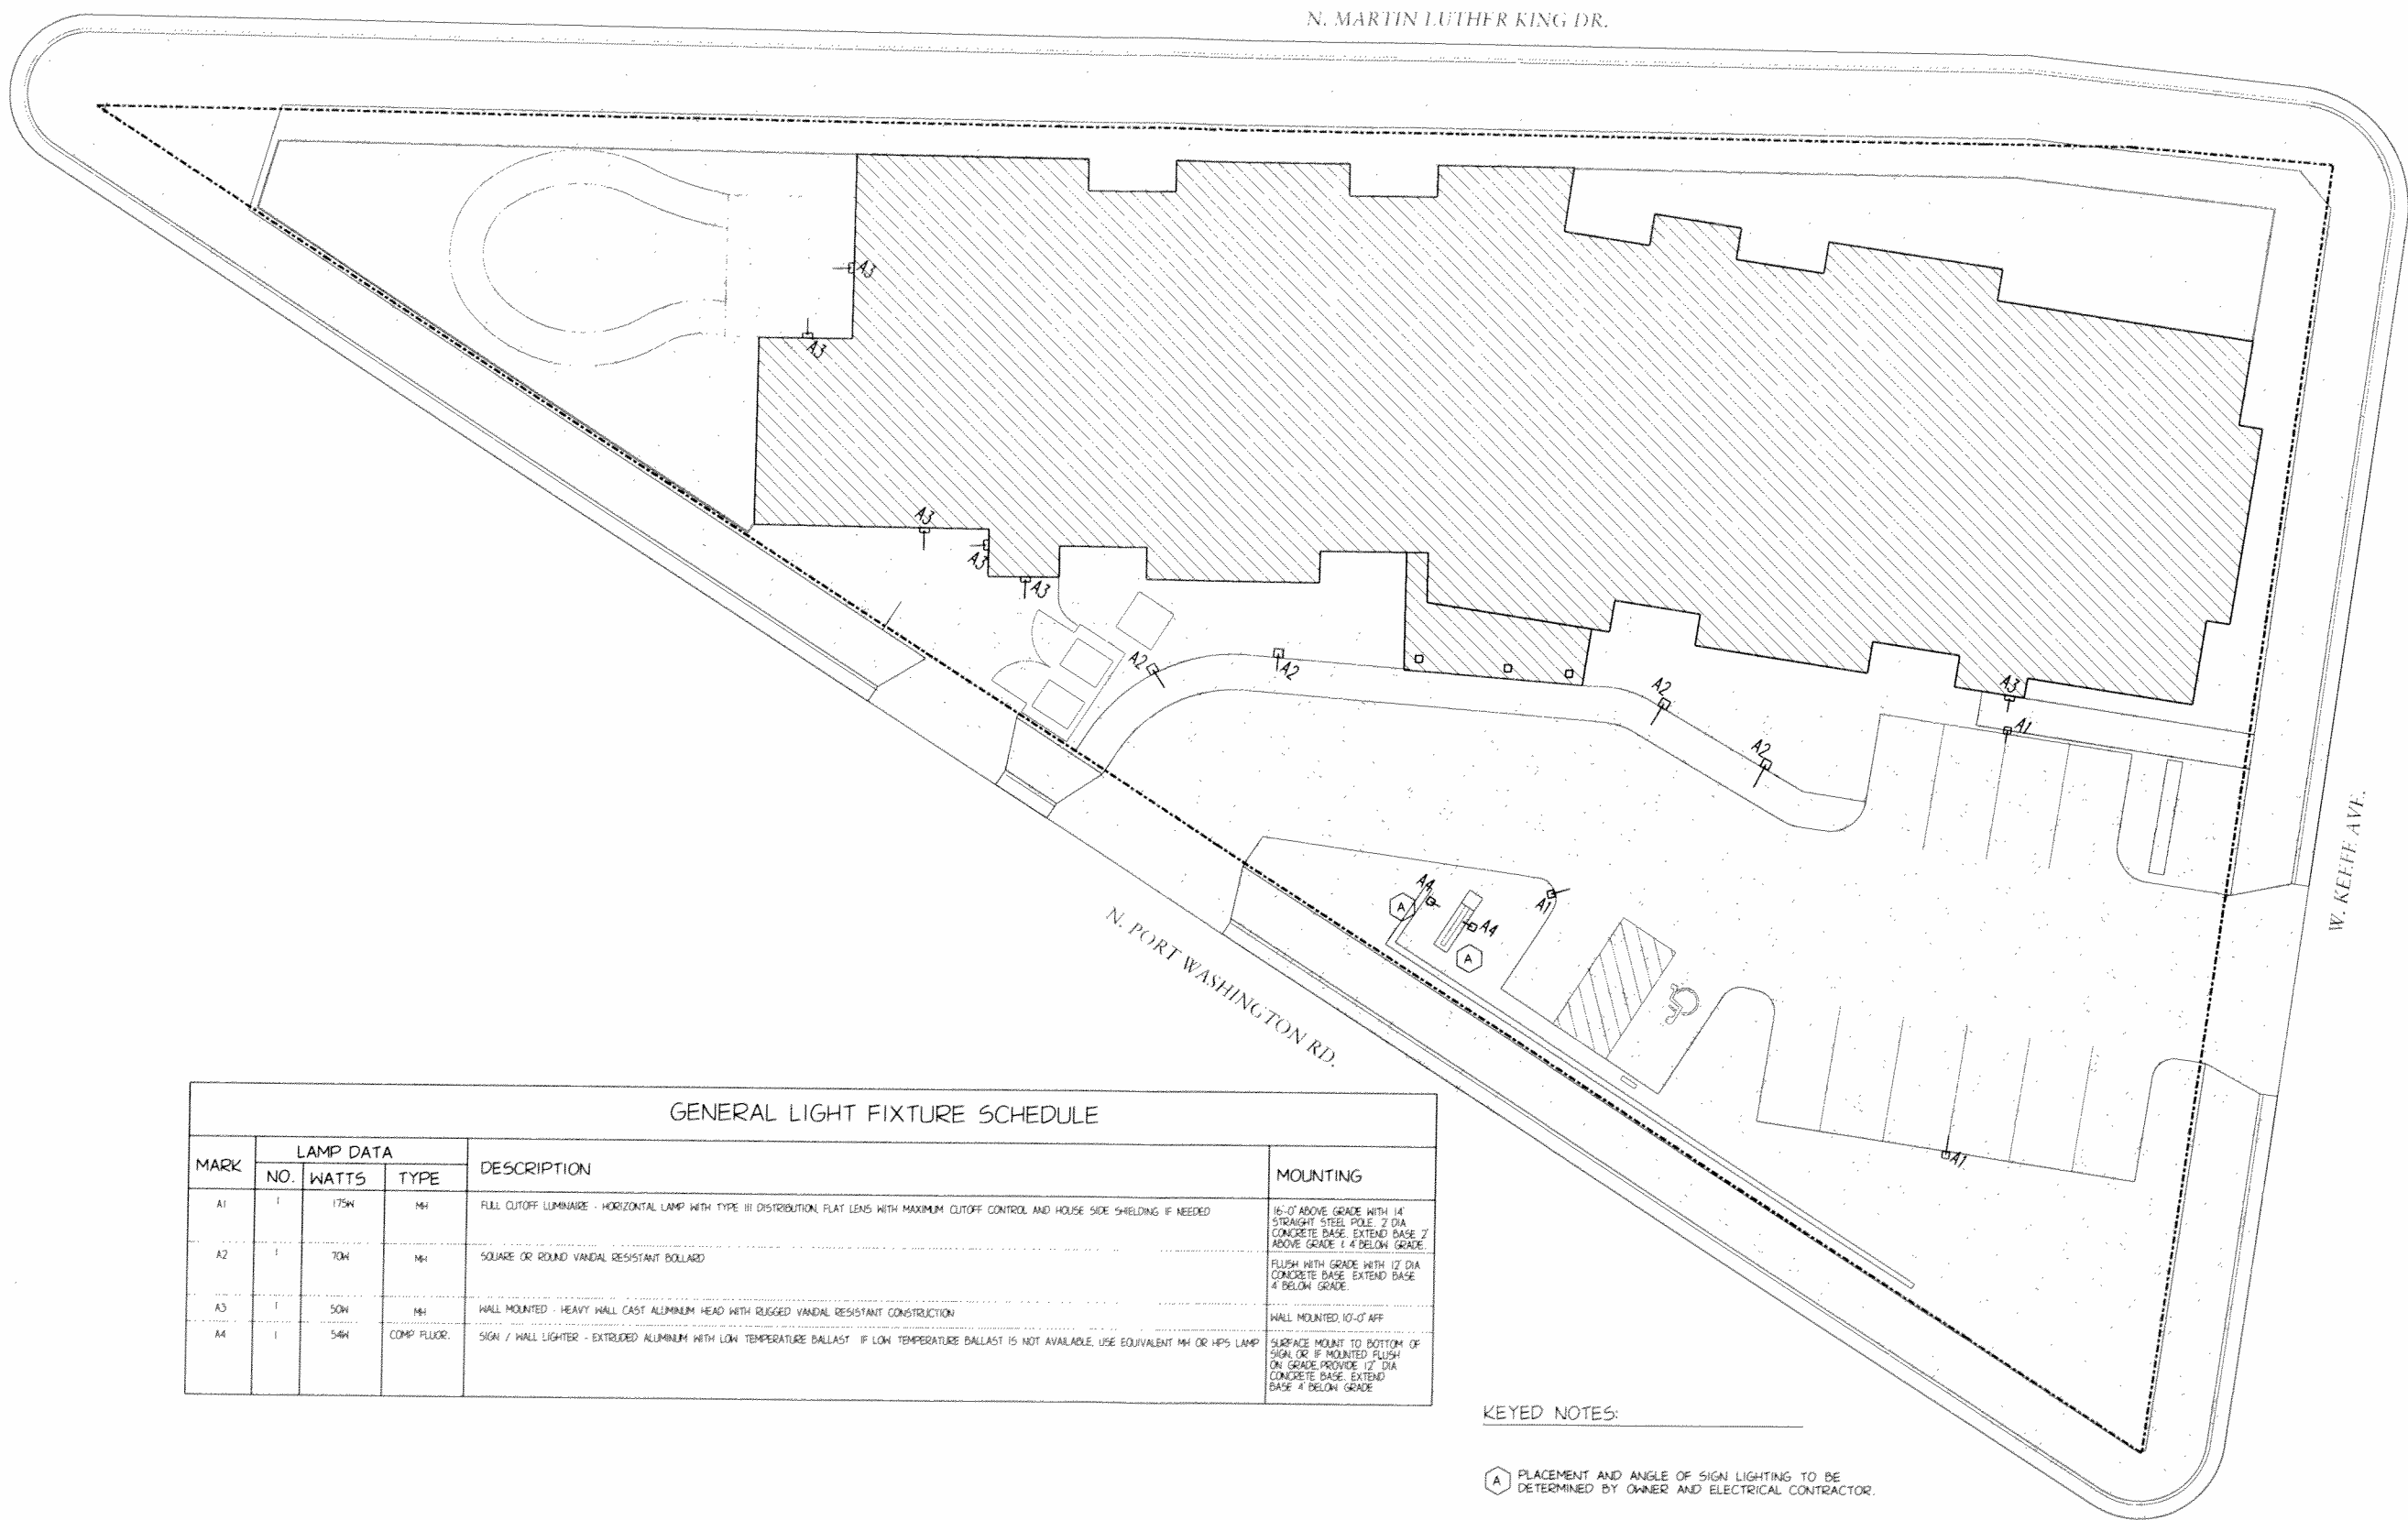 N. MARTIN LUTHER KING DR.
A3
A3
A3
A3
A3
A2
A2
A2
A2
A3
A1
W. KEEFE AVE.
A4
A
A1
A4
A
N. PORT WASHINGTON RD.
A1
GENERAL LIGHT FIXTURE SCHEDULE
MARK
LAMP DATA
NO. WATTS TYPE
DESCRIPTION
MOUNTING
A1 1 175W MH FULL CUTOFF LUMINAIRE - HORIZONTAL LAMP WITH TYPE III DISTRIBUTION, FLAT LENS WITH MAXIMUM CUTOFF CONTROL AND HOUSE SIDE SHIELDING IF NEEDED
16'-0" ABOVE GRADE WITH 14'
STRAIGHT STEEL POLE, 2' DIA
CONCRETE BASE. EXTEND BASE 2'
ABOVE GRADE & 4' BELOW GRADE.
A2 1 70W MH SQUARE OR ROUND VANDAL RESISTANT BOLLARD
FLUSH WITH GRADE WITH 12" DIA
CONCRETE BASE. EXTEND BASE
4' BELOW GRADE.
A3 1 50W MH WALL MOUNTED - HEAVY WALL CAST ALUMINUM HEAD WITH RUGGED VANDAL RESISTANT CONSTRUCTION
WALL MOUNTED, 10'-0" AFF
A4 1 54W COMP FLUOR. SIGN / WALL LIGHTER - EXTRUDED ALUMINUM WITH LOW TEMPERATURE BALLAST IF LOW TEMPERATURE BALLAST IS NOT AVAILABLE, USE EQUIVALENT MH OR HPS LAMP
SURFACE MOUNT TO BOTTOM OF
SIGN, OR IF MOUNTED FLUSH
ON GRADE, PROVIDE 12" DIA
CONCRETE BASE. EXTEND
BASE 4' BELOW GRADE
KEYED NOTES:
A PLACEMENT AND ANGLE OF SIGN LIGHTING TO BE
DETERMINED BY OWNER AND ELECTRICAL CONTRACTOR.